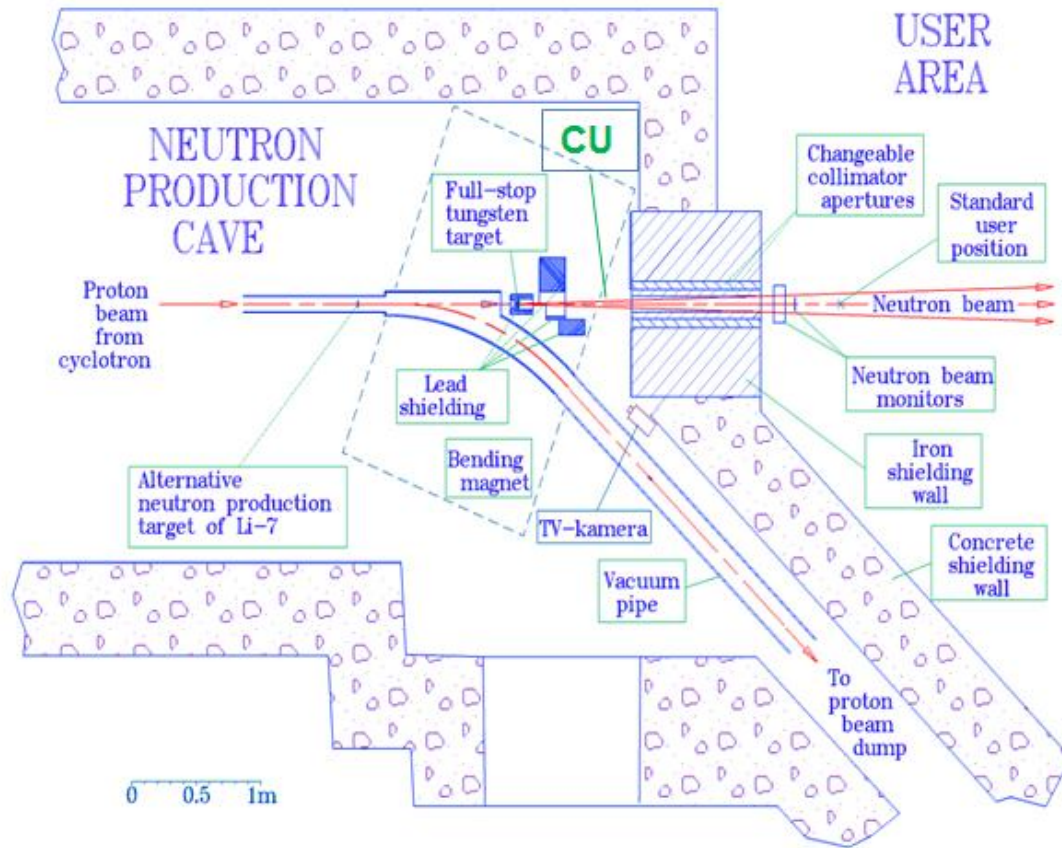 USER
AREA
NEUTRON
PRODUCTION
CAVE
CU
Full-stop
tungsten
target
Changeable
collimator
apertures
Standard
user
position
Proton
beam
from
cyclotron
Neutron beam
Lead
shielding
Neutron beam
monitors
Bending
magnet
Iron
shielding
wall
Alternative
neutron production
target of Li-7
TV-kamera
Concrete
shielding
wall
Vacuum
pipe
To
proton
beam
dump
0 0.5 1m